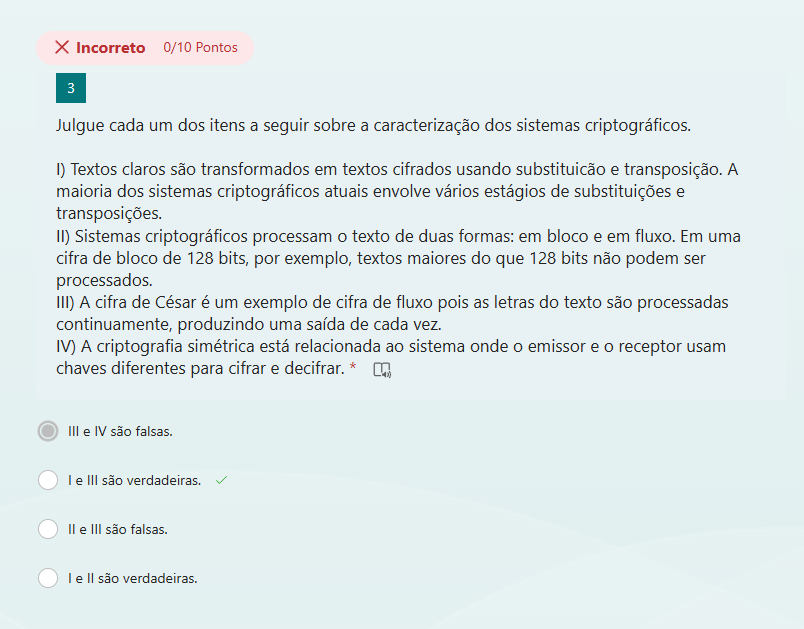 Incorreto 0/10 Pontos
3
Julgue cada um dos itens a seguir sobre a caracterização dos sistemas criptográficos.
I) Textos claros são transformados em textos cifrados usando substituicão e transposição. A
maioria dos sistemas criptográficos atuais envolve vários estágios de substituições e
transposições.
II) Sistemas criptográficos processam o texto de duas formas: em bloco e em fluxo. Em uma
cifra de bloco de 128 bits, por exemplo, textos maiores do que 128 bits não podem ser
processados.
III) A cifra de César é um exemplo de cifra de fluxo pois as letras do texto são processadas
continuamente, produzindo uma saída de cada vez.
IV) A criptografia simétrica está relacionada ao sistema onde o emissor e o receptor usam
chaves diferentes para cifrar e decifrar. *
III e IV são falsas.
I e III são verdadeiras.
II e III são falsas.
I e II são verdadeiras.